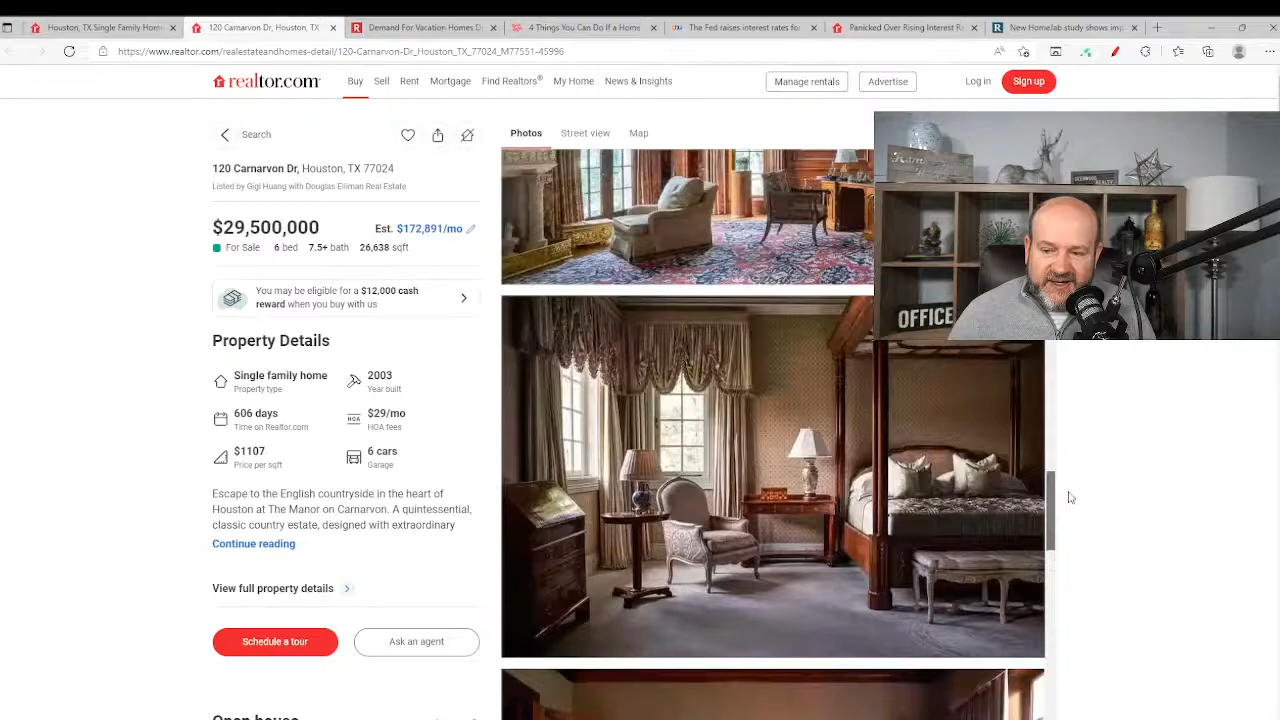 Houston, TX Single Family Home
120 Carnarvon Dr, Houston, TX
Demand For Vacation Homes D
4 Things You Can Do If a Home
The Fed raises interest rates fo
Panicked Over Rising Interest Ra
New HomeJab study shows imp
https://www.realtor.com/realestateandhomes-detail/120-Carnarvon-Dr_Houston_TX_77024_M77551-45996
realtor.com
Buy Sell Rent Mortgage Find Realtors® My Home News & Insights
Manage rentals Advertise Log in Sign up
Search
Photos Street view Map
120 Carnarvon Dr, Houston, TX 77024
Listed by Gigi Huang with Douglas Elliman Real Estate
$29,500,000 Est. $172,891/mo
For Sale 6 bed 7.5+ bath 26,638 sqft
You may be eligible for a $12,000 cash
reward when you buy with us
Property Details
Single family home
Property type
2003
Year built
606 days
Time on Realtor.com
$29/mo
HOA fees
HOA
$1107
Price per sqft
6 cars
Garage
Escape to the English countryside in the heart of
Houston at The Manor on Carnarvon. A quintessential,
classic country estate, designed with extraordinary
Continue reading
View full property details
Schedule a tour Ask an agent
Open house
OFFICE